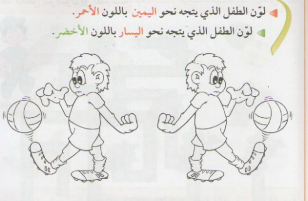 لوّن الطفل الذي يتجه نحو اليمين باللون الأحمر.
لوّن الطفل الذي يتجه نحو اليسار باللون الأخضر.